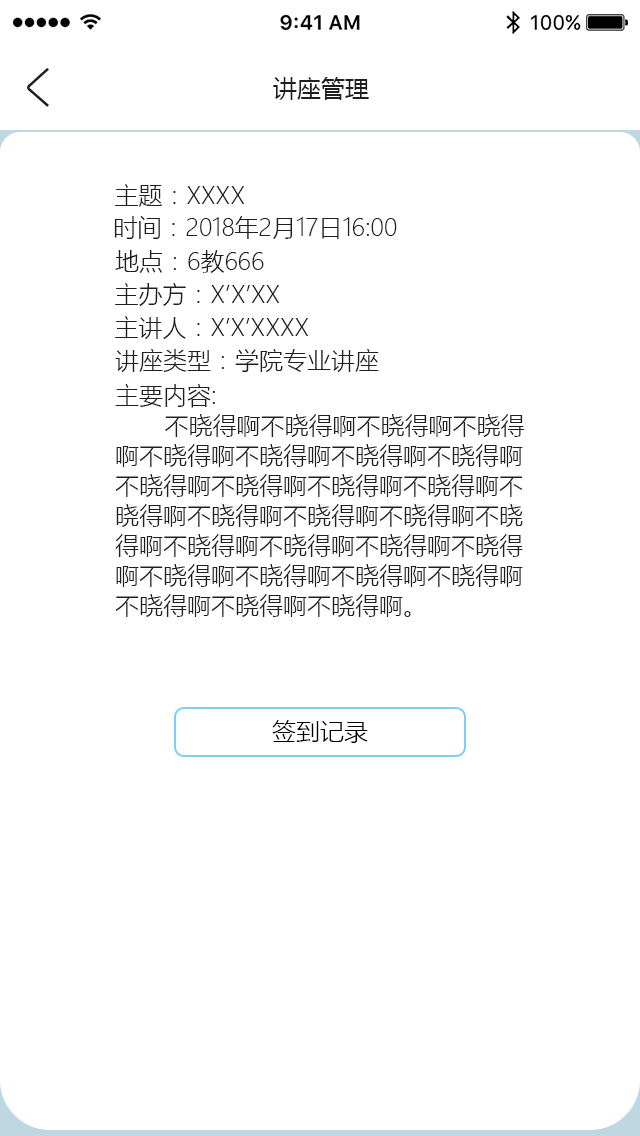 9:41 AM 100%
讲座管理
主题：XXXX
时间：2018年2月17日16:00
地点：6教666
主办方：X'X'XX
主讲人：X'X'XXXX
讲座类型：学院专业讲座
主要内容:
不晓得啊不晓得啊不晓得啊不晓得
啊不晓得啊不晓得啊不晓得啊不晓得啊
不晓得啊不晓得啊不晓得啊不晓得啊不
晓得啊不晓得啊不晓得啊不晓得啊不晓
得啊不晓得啊不晓得啊不晓得啊不晓得
啊不晓得啊不晓得啊不晓得啊不晓得啊
不晓得啊不晓得啊不晓得啊。
签到记录